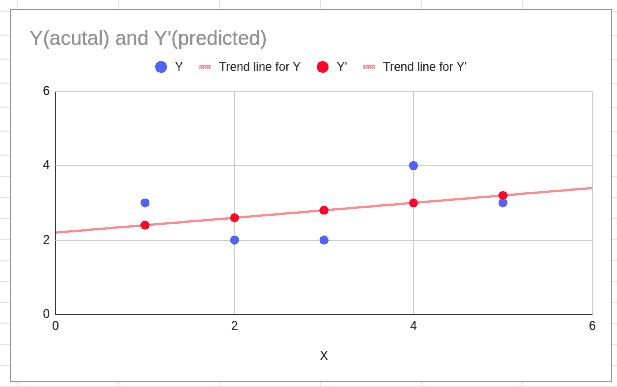 Y(acutal) and Y'(predicted)
Y Trend line for Y Y' Trend line for Y'
6
4
2
0
0 2 4 6
X